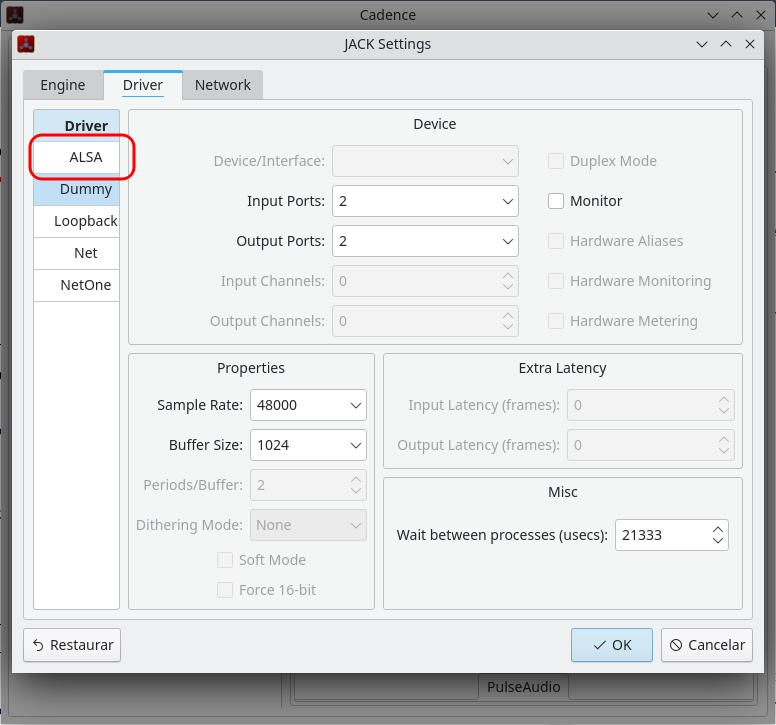 Cadence
JACK Settings
Engine
Driver
Network
Driver
ALSA
Dummy
Loopback
Net
NetOne
Device
Device/Interface:
Duplex Mode
Input Ports: 2
Monitor
Output Ports: 2
Hardware Aliases
Input Channels: 0
Hardware Monitoring
Output Channels: 0
Hardware Metering
Properties
Sample Rate: 48000
Buffer Size: 1024
Periods/Buffer: 2
Dithering Mode: None
Soft Mode
Force 16-bit
Extra Latency
Input Latency (frames): 0
Output Latency (frames): 0
Misc
Wait between processes (usecs): 21333
Restaurar
OK
Cancelar
PulseAudio